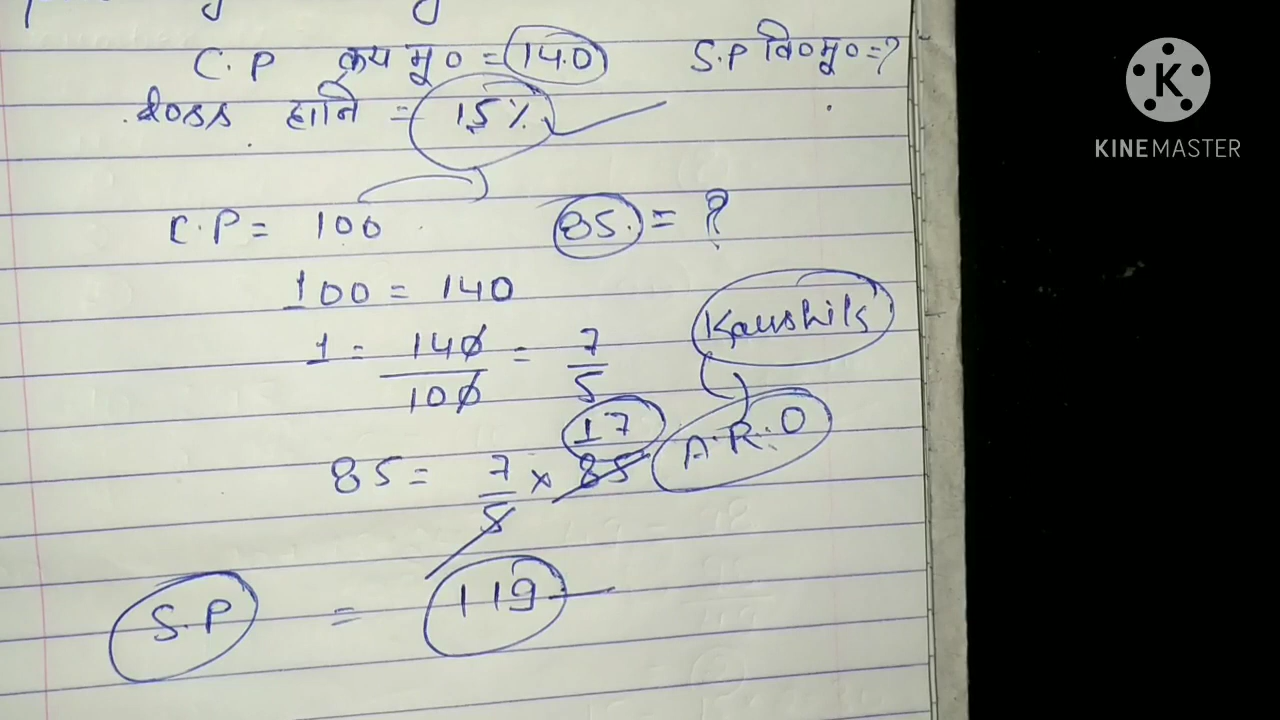 C.P क्रय मू० = 140 S.P वि०मू० = ?
Loss हानि = 15%
C.P = 100 85. = ?
100 = 140
1 = 140/100 = 7/5
Kaushik
A.R.O
17
85 = 7/5 × 85
S.P = 119
K
KINEMASTER